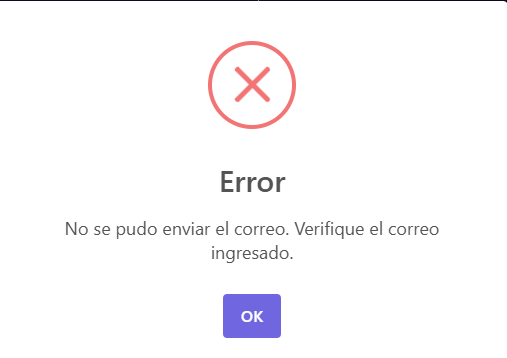 Error
No se pudo enviar el correo. Verifique el correo
ingresado.
OK